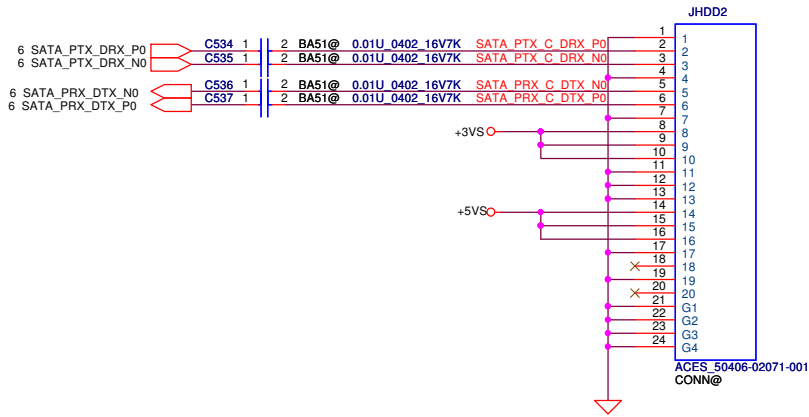 JHDD2
6 SATA_PTX_DRX_P0 C534 1 2 BA51@ 0.01U_0402_16V7K SATA_PTX_C_DRX_P0
6 SATA_PTX_DRX_N0 C535 1 2 BA51@ 0.01U_0402_16V7K SATA_PTX_C_DRX_N0
6 SATA_PRX_DTX_N0 C536 1 2 BA51@ 0.01U_0402_16V7K SATA_PRX_C_DTX_N0
6 SATA_PRX_DTX_P0 C537 1 2 BA51@ 0.01U_0402_16V7K SATA_PRX_C_DTX_P0
+3VS
+5VS
1 1
2 2
3 3
4 4
5 5
6 6
7 7
8 8
9 9
10 10
11 11
12 12
13 13
14 14
15 15
16 16
17 17
18 18
19 19
20 20
21 G1
22 G2
23 G3
24 G4
ACES_50406-02071-001
CONN@